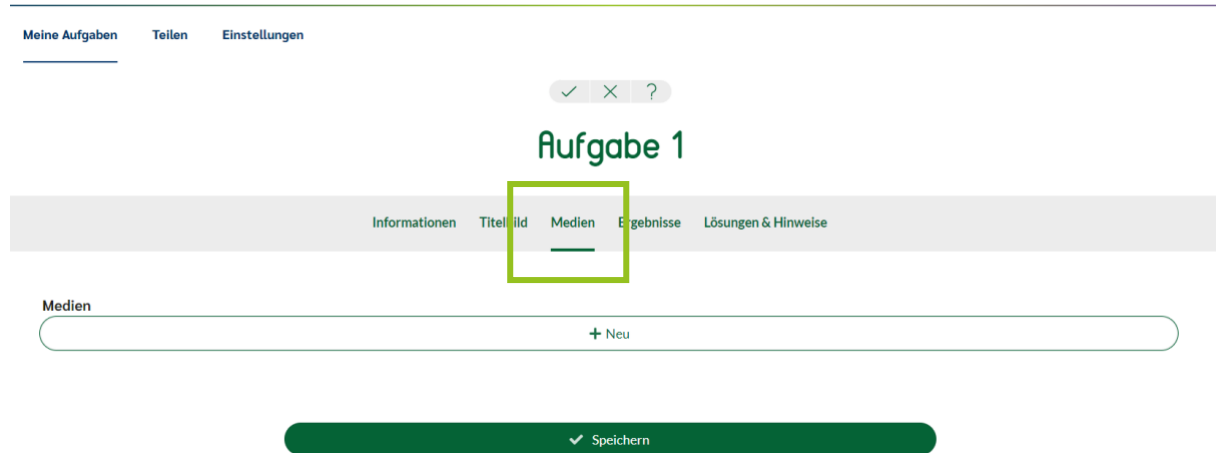 Meine Aufgaben Teilen Einstellungen
Aufgabe 1
Informationen Titelbild Medien Ergebnisse Lösungen & Hinweise
Medien
+ Neu
Speichern